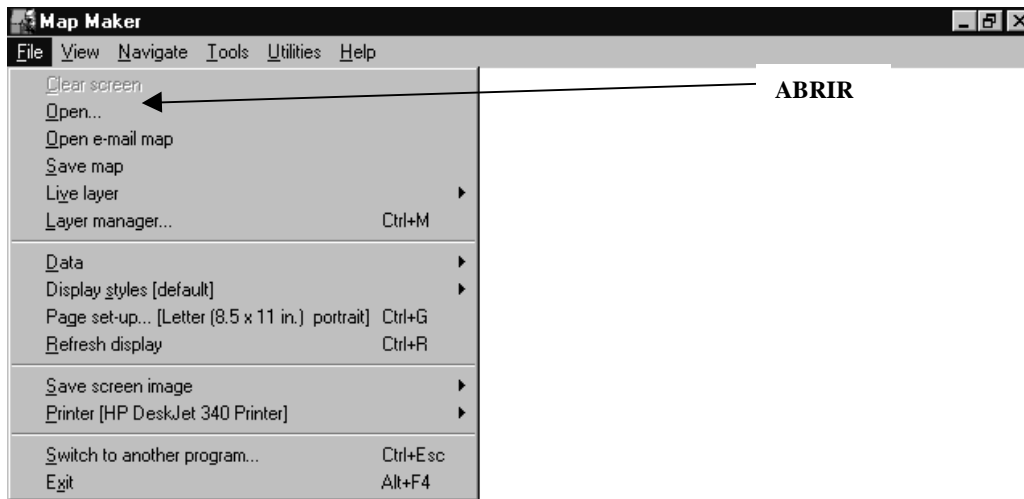 Map Maker
File View Navigate Tools Utilities Help
Clear screen
ABRIR
Open...
Open e-mail map
Save map
Live layer
Layer manager... Ctrl+M
Data
Display styles [default]
Page set-up... [Letter (8.5 x 11 in.) portrait] Ctrl+G
Refresh display Ctrl+R
Save screen image
Printer [HP DeskJet 340 Printer]
Switch to another program... Ctrl+Esc
Exit Alt+F4